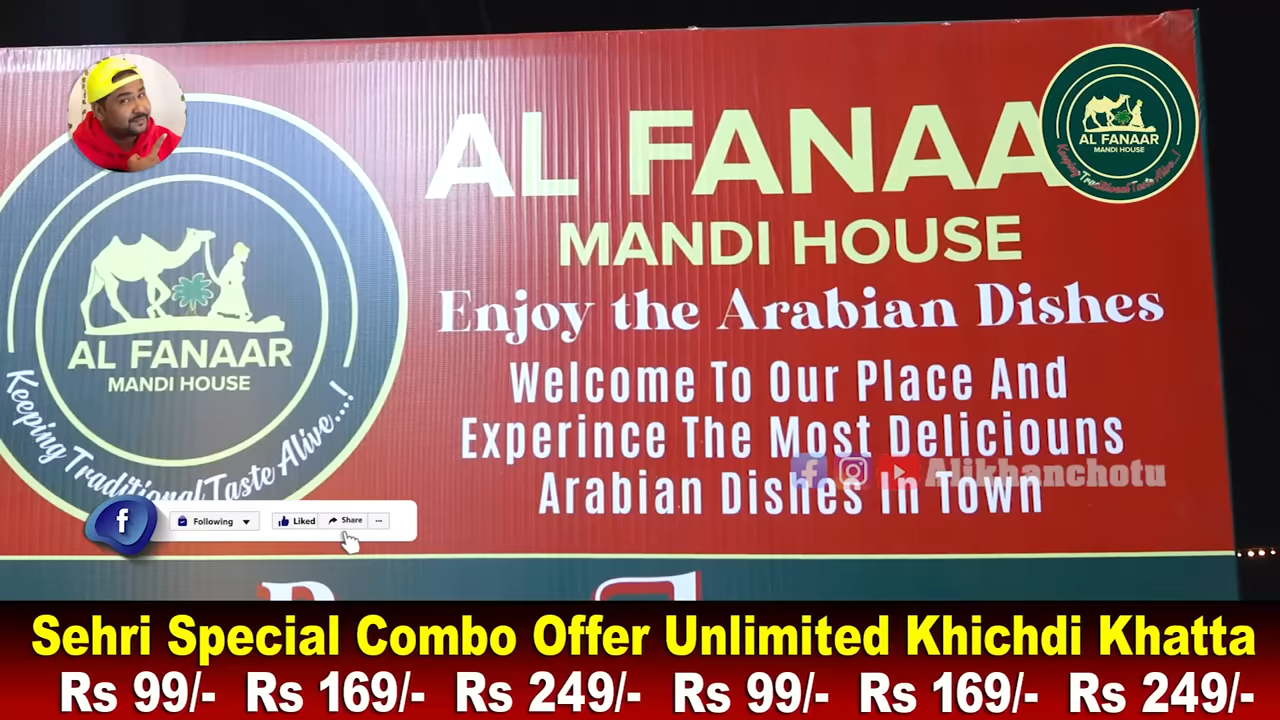 AL FANAA
MANDI HOUSE
Enjoy the Arabian Dishes
Welcome To Our Place And
Experince The Most Deliciouns
Arabian Dishes In Town
AL FANAAR
MANDI HOUSE
Keeping Traditional Taste Alive...!
AL FANAAR
MANDI HOUSE
Keeping Traditional Taste Alive...!
Alikhanchotu
f
Following
Liked
Share
Sehri Special Combo Offer Unlimited Khichdi Khatta
Rs 99/- Rs 169/- Rs 249/- Rs 99/- Rs 169/- Rs 249/-